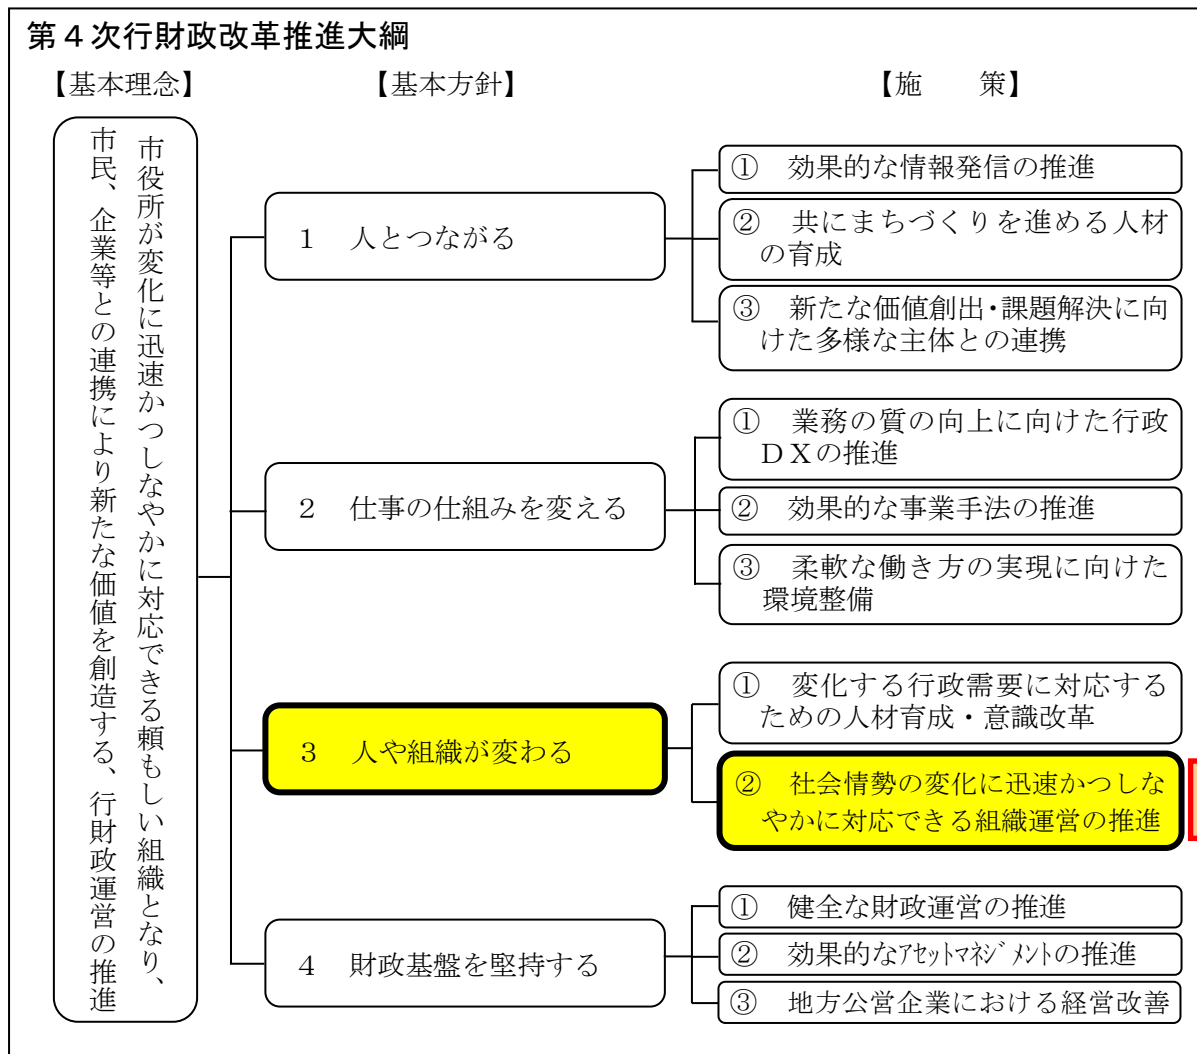 第４次行財政改革推進大綱
【基本理念】
【基本方針】
【施　　策】
市役所が変化に迅速かつしなやかに対応できる頼もしい組織となり、
市民、企業等との連携により新たな価値を創造する、行財政運営の推進
１　人とつながる
①　効果的な情報発信の推進
②　共にまちづくりを進める人材
の育成
③　新たな価値創出・課題解決に向
けた多様な主体との連携
２　仕事の仕組みを変える
①　業務の質の向上に向けた行政
ＤＸの推進
②　効果的な事業手法の推進
③　柔軟な働き方の実現に向けた
環境整備
３　人や組織が変わる
①　変化する行政需要に対応する
ための人材育成・意識改革
②　社会情勢の変化に迅速かつしな
やかに対応できる組織運営の推進
４　財政基盤を堅持する
①　健全な財政運営の推進
②　効果的なｱｾｯﾄﾏﾈｼﾞﾒﾝﾄの推進
③　地方公営企業における経営改善